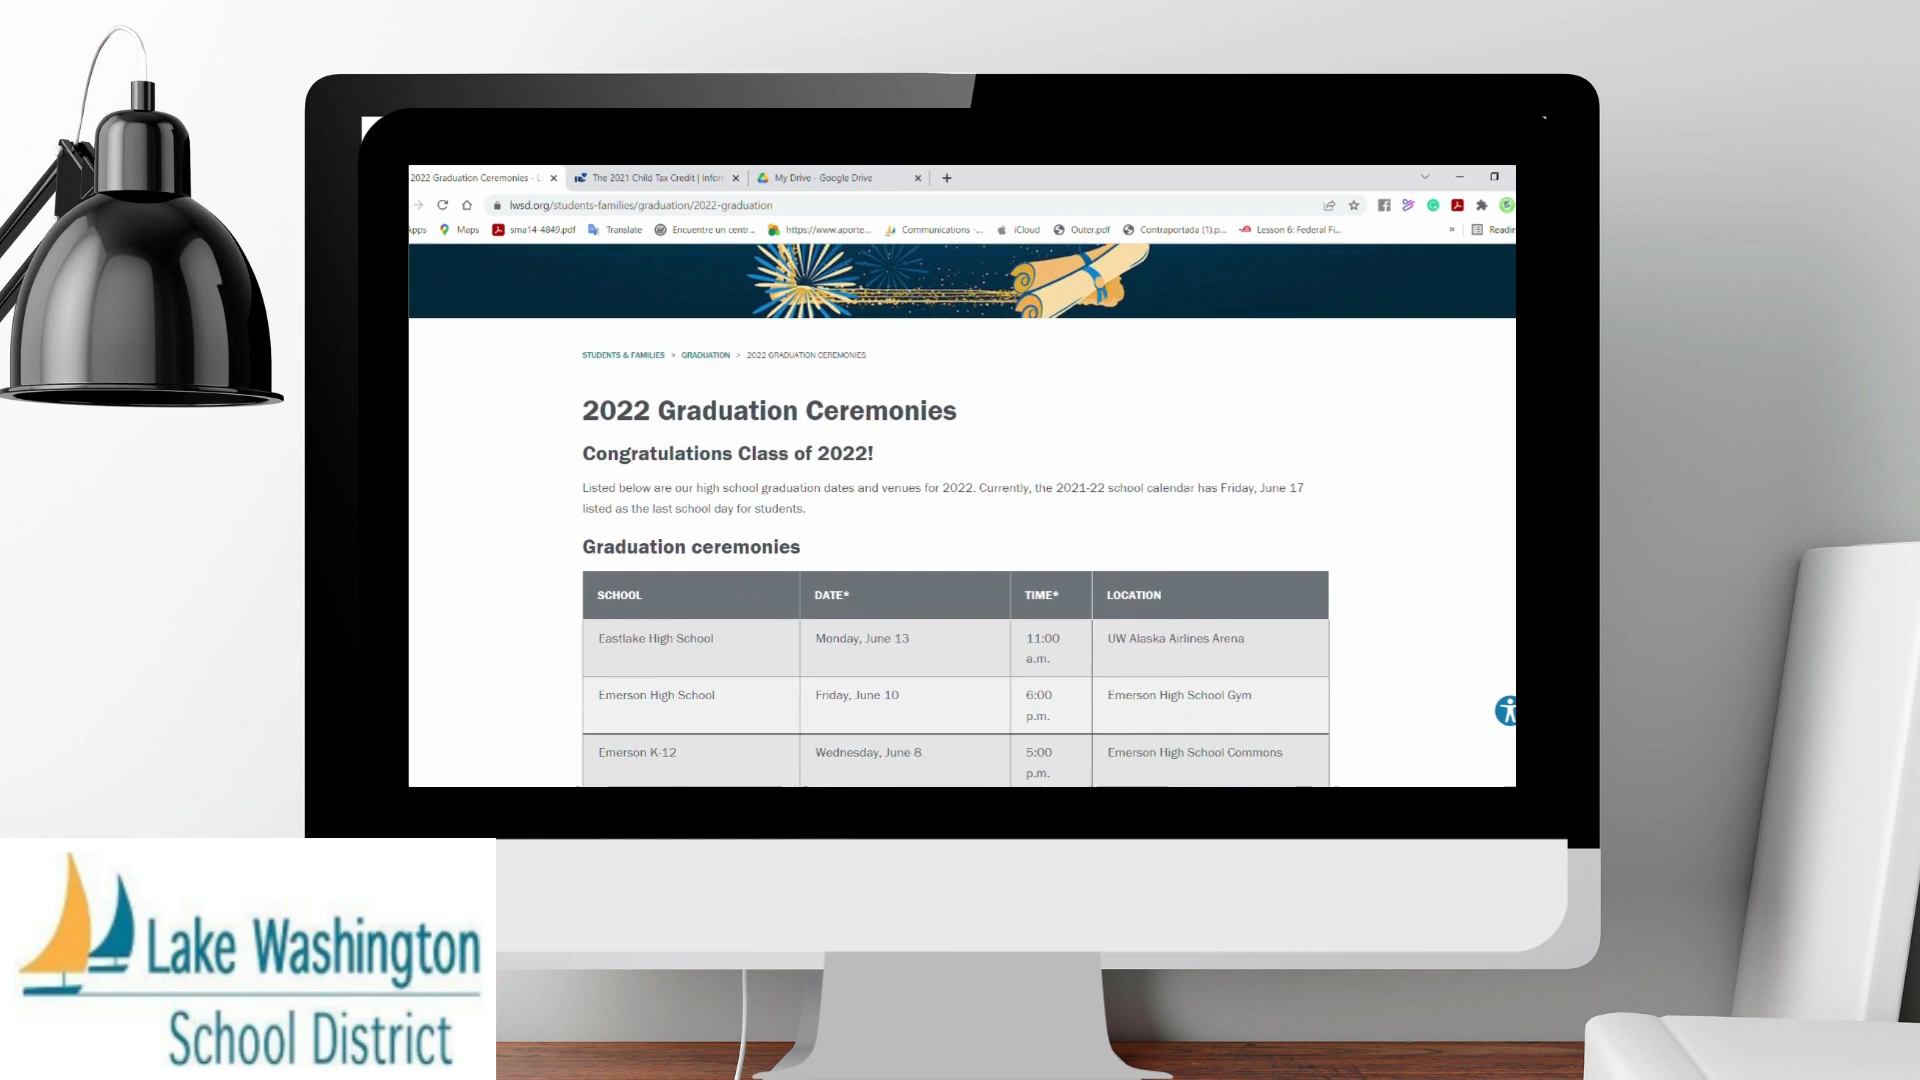 2022 Graduation Ceremonies - L
The 2021 Child Tax Credit | Inform
My Drive - Google Drive
lwsd.org/students-families/graduation/2022-graduation
Apps
Maps
sma14-4849.pdf
Translate
Encuentre un centr...
https://www.aporte...
Communications -...
iCloud
Outer.pdf
Contraportada (1).p...
Lesson 6: Federal Fi...
»
Readin
STUDENTS & FAMILIES > GRADUATION > 2022 GRADUATION CEREMONIES
2022 Graduation Ceremonies
Congratulations Class of 2022!
Listed below are our high school graduation dates and venues for 2022. Currently, the 2021-22 school calendar has Friday, June 17
listed as the last school day for students.
Graduation ceremonies
SCHOOL DATE* TIME* LOCATION
Eastlake High School Monday, June 13 11:00 a.m. UW Alaska Airlines Arena
Emerson High School Friday, June 10 6:00 p.m. Emerson High School Gym
Emerson K-12 Wednesday, June 8 5:00 p.m. Emerson High School Commons
Lake Washington
School District